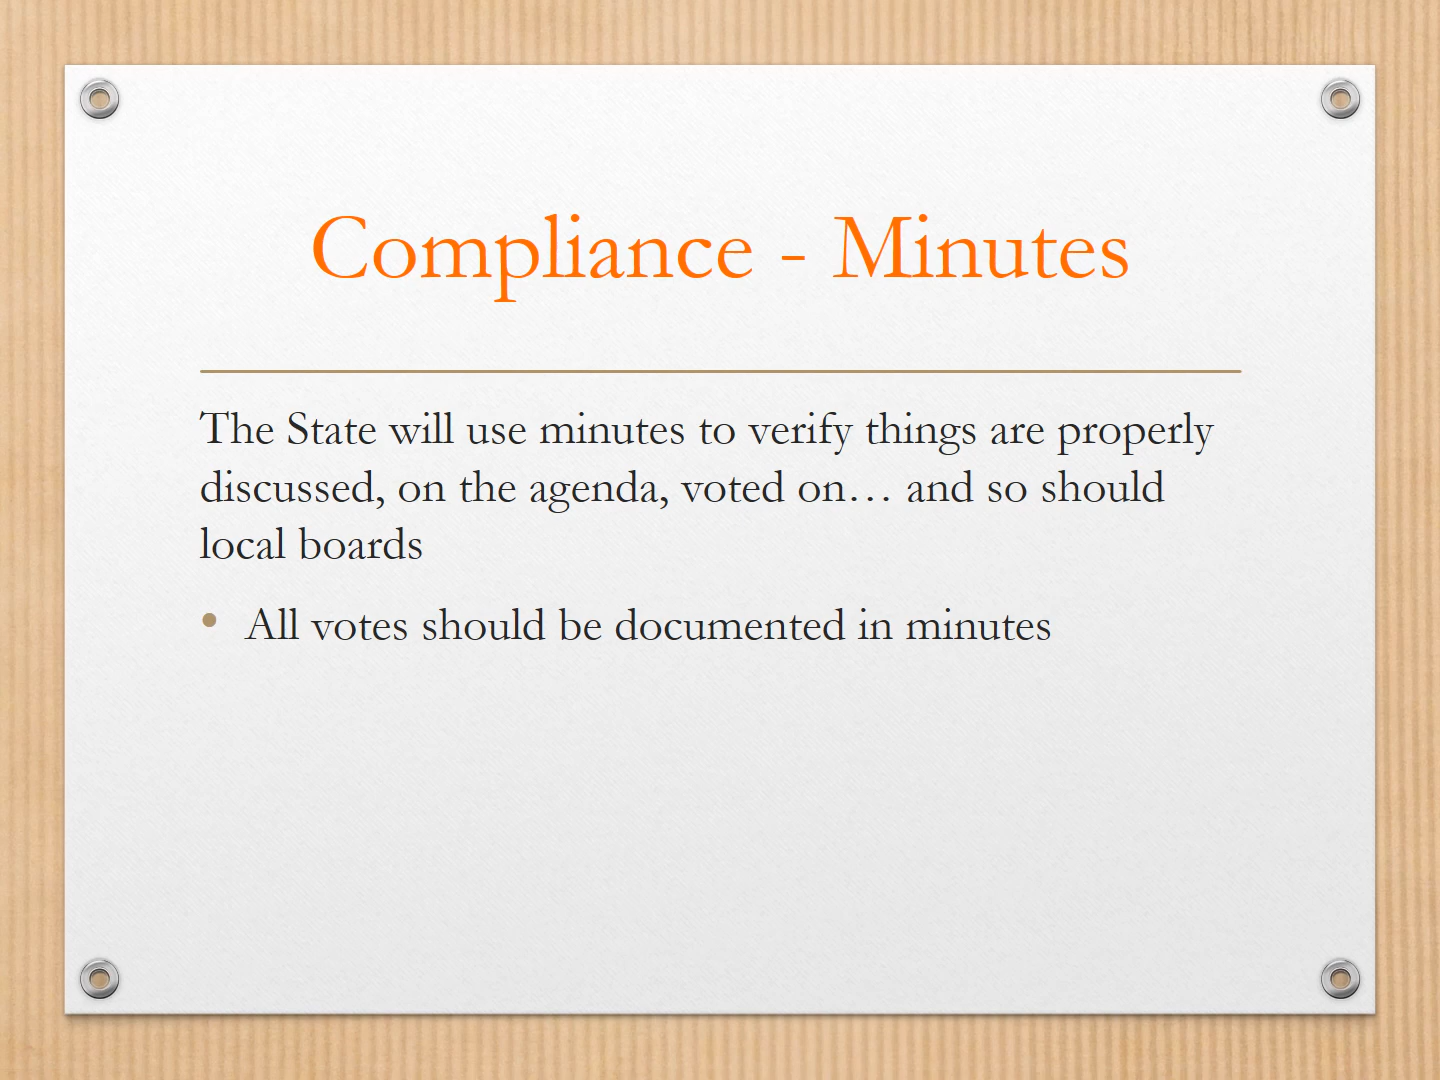 Compliance - Minutes
The State will use minutes to verify things are properly
discussed, on the agenda, voted on… and so should
local boards
• All votes should be documented in minutes